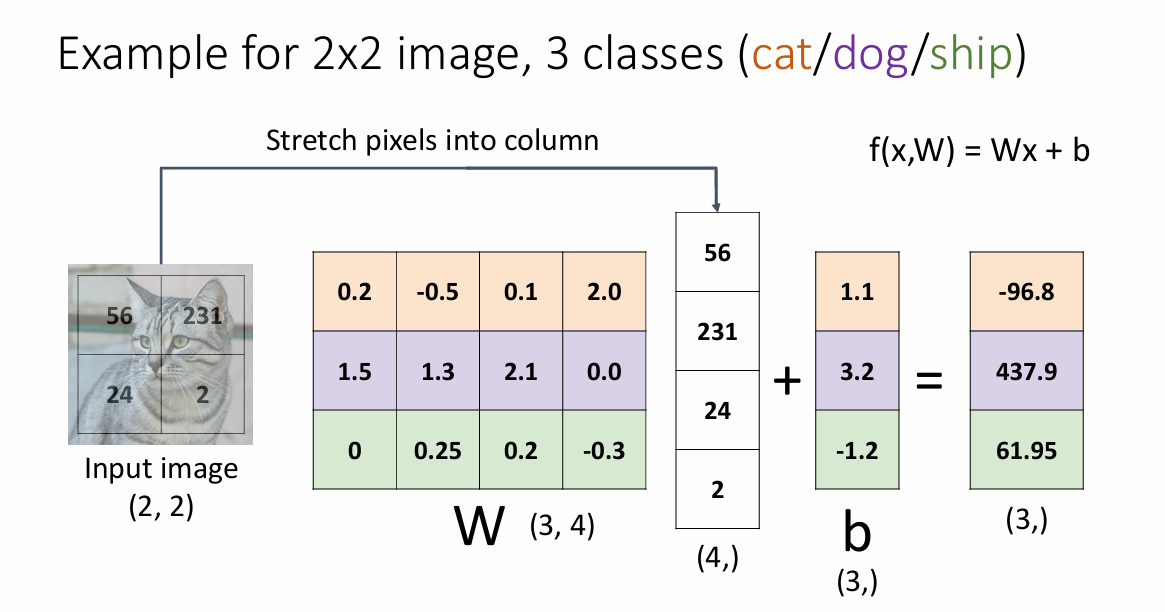 Example for 2x2 image, 3 classes (cat/dog/ship)
Stretch pixels into column
f(x,W) = Wx + b
56 231
24 2
Input image
(2, 2)
0.2 -0.5 0.1 2.0
1.5 1.3 2.1 0.0
0 0.25 0.2 -0.3
W (3, 4)
56
231
24
2
(4,)
+
1.1
3.2
-1.2
b
(3,)
=
-96.8
437.9
61.95
(3,)